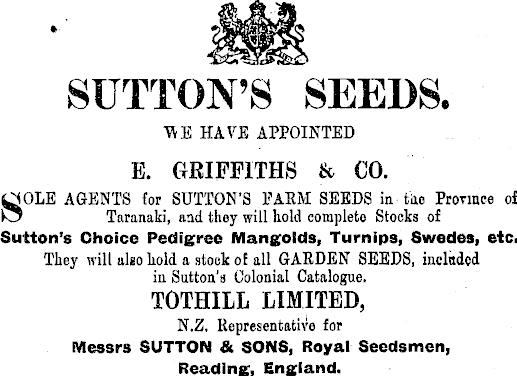 SUTTON'S SEEDS.
WE HAVE APPOINTED
E. GRIFFITHS & CO.
SOLE AGENTS for SUTTON'S FARM SEEDS in the Province of
Taranaki, and they will hold complete Stocks of
Sutton's Choice Pedigree Mangolds, Turnips, Swedes, etc.
They will also hold a stock of all GARDEN SEEDS, included
in Sutton's Colonial Catalogue.
TOTHILL LIMITED,
N.Z. Representative for
Messrs SUTTON & SONS, Royal Seedsmen,
Reading, England.